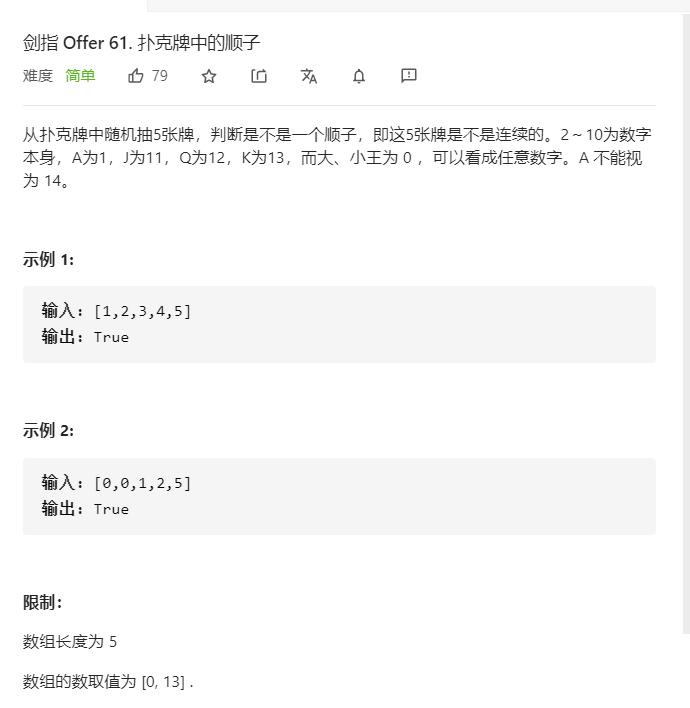 剑指 Offer 61. 扑克牌中的顺子
难度 简单 79
从扑克牌中随机抽5张牌，判断是不是一个顺子，即这5张牌是不是连续的。2～10为数字
本身，A为1，J为11，Q为12，K为13，而大、小王为 0 ，可以看成任意数字。A 不能视
为 14。
示例 1:
输入: [1,2,3,4,5]
输出: True
示例 2:
输入: [0,0,1,2,5]
输出: True
限制：
数组长度为 5
数组的数取值为 [0, 13] .